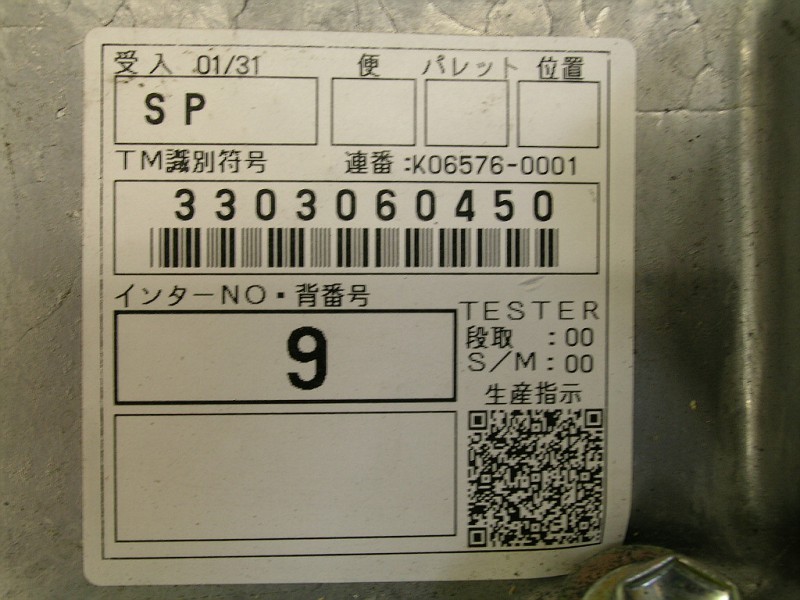 受入 01/31 便 パレット 位置
SP
TM識別符号 連番:K06576-0001
3303060450
インターNO・背番号
9
TESTER
段取 :00
S/M:00
生産指示